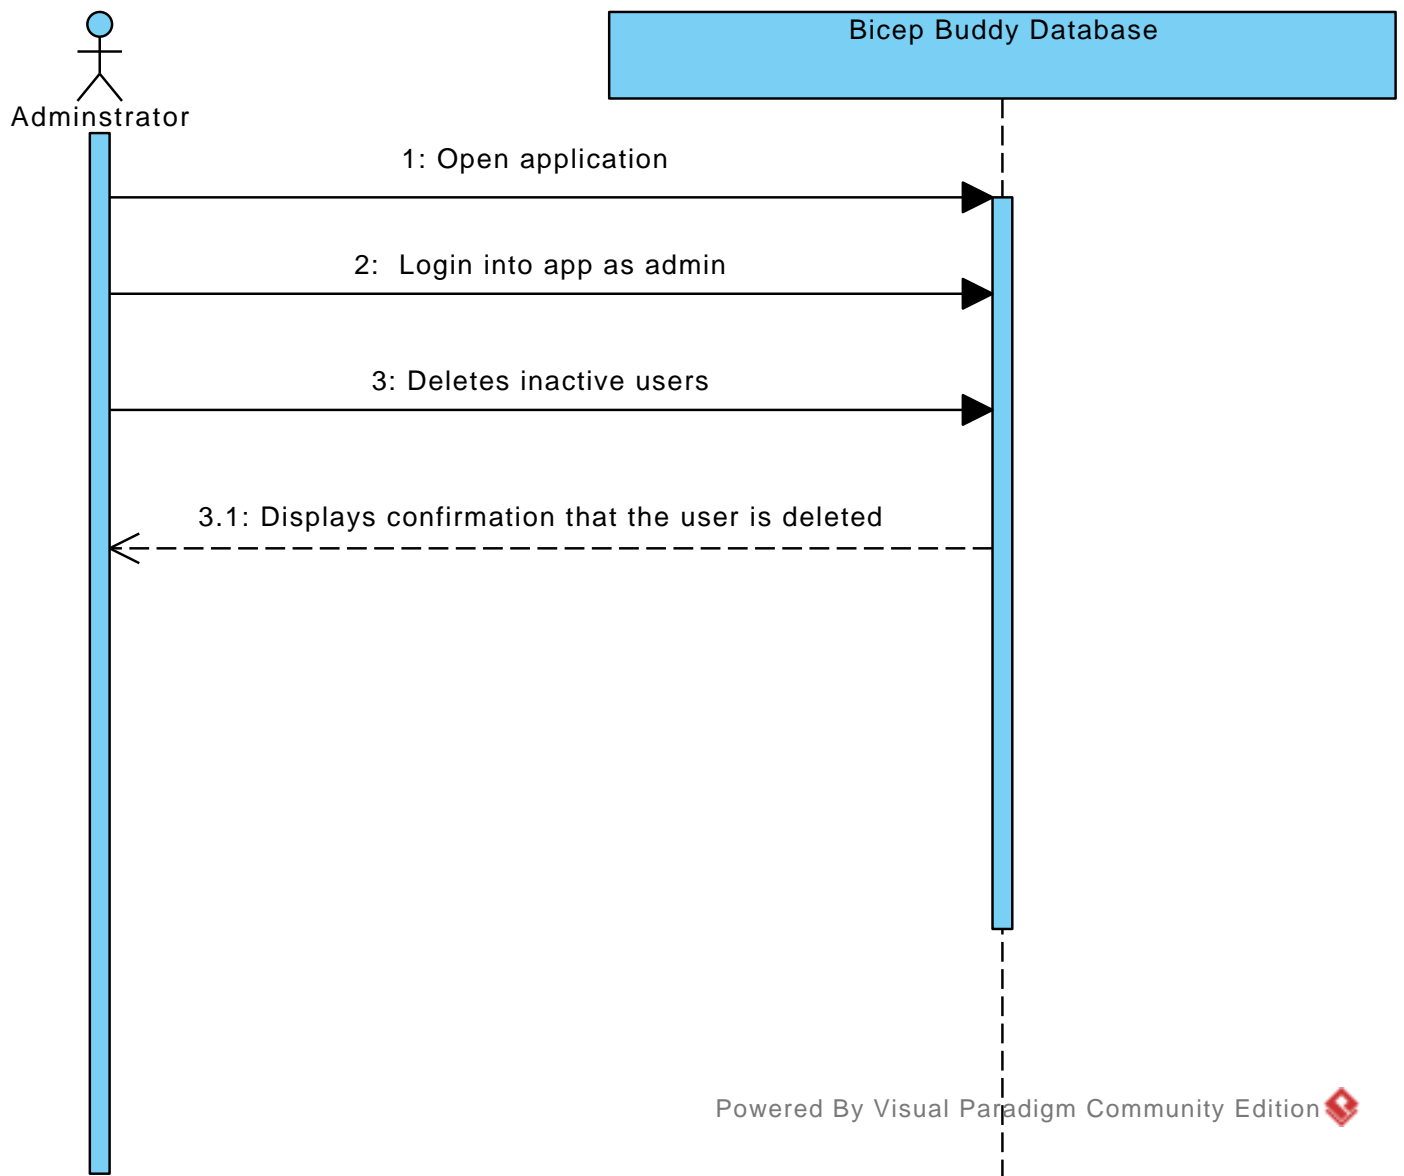 Bicep Buddy Database
Adminstrator
1: Open application
2:  Login into app as admin
3: Deletes inactive users
3.1: Displays confirmation that the user is deleted
Powered By Visual Paradigm Community Edition